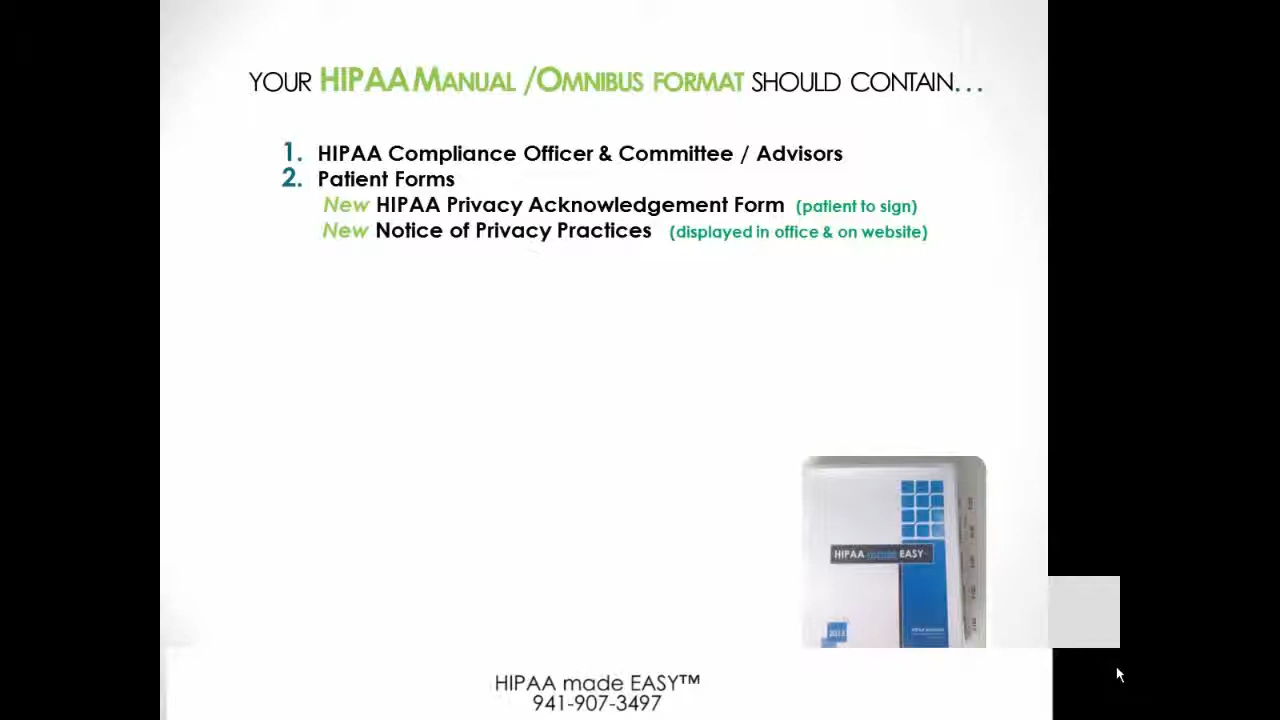 YOUR HIPAA MANUAL /OMNIBUS FORMAT SHOULD CONTAIN...
1. HIPAA Compliance Officer & Committee / Advisors
2. Patient Forms
New HIPAA Privacy Acknowledgement Form (patient to sign)
New Notice of Privacy Practices (displayed in office & on website)
HIPAA made EASY
2013
HIPAA made EASY™
941-907-3497